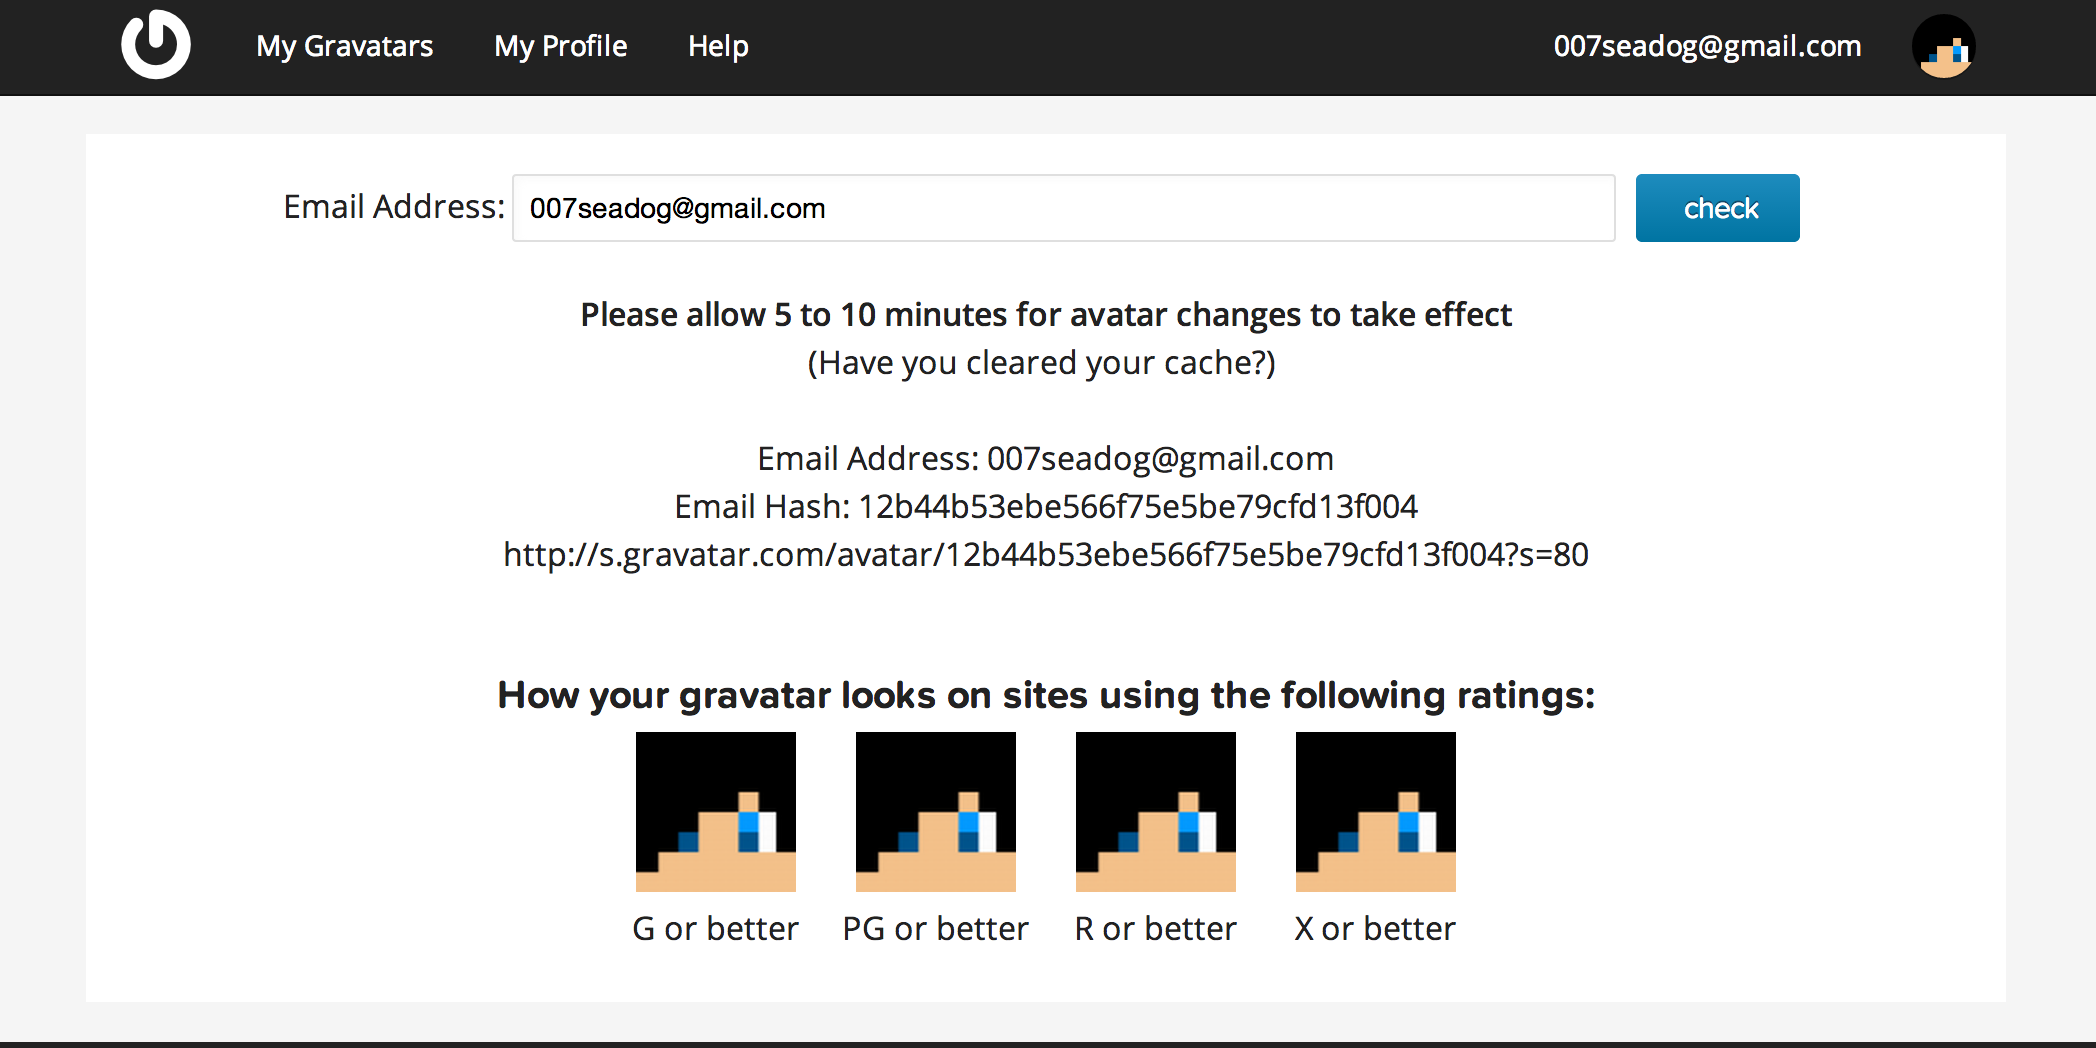 My Gravatars My Profile Help 007seadog@gmail.com
Email Address: 007seadog@gmail.com check
Please allow 5 to 10 minutes for avatar changes to take effect
(Have you cleared your cache?)
Email Address: 007seadog@gmail.com
Email Hash: 12b44b53ebe566f75e5be79cfd13f004
http://s.gravatar.com/avatar/12b44b53ebe566f75e5be79cfd13f004?s=80
How your gravatar looks on sites using the following ratings:
G or better PG or better R or better X or better